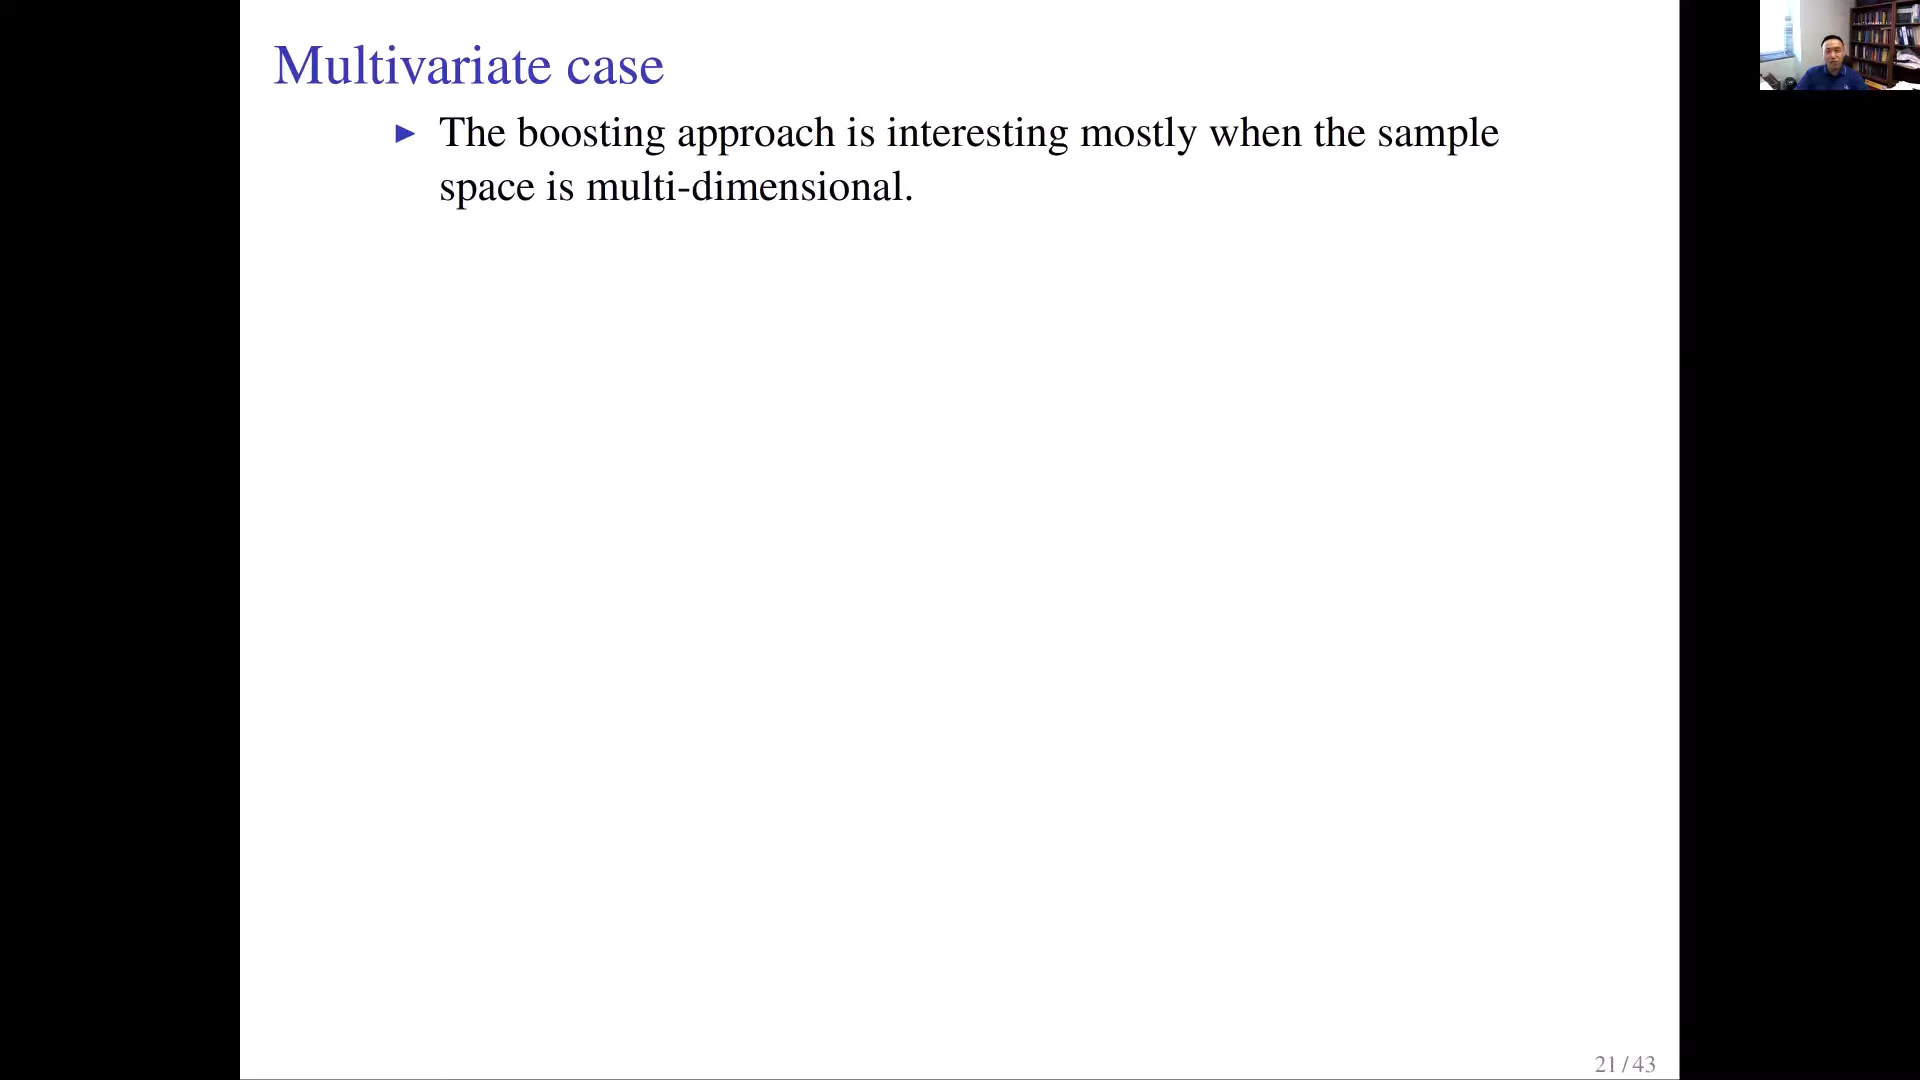 Multivariate case
▶ The boosting approach is interesting mostly when the sample
space is multi-dimensional.
21 / 43